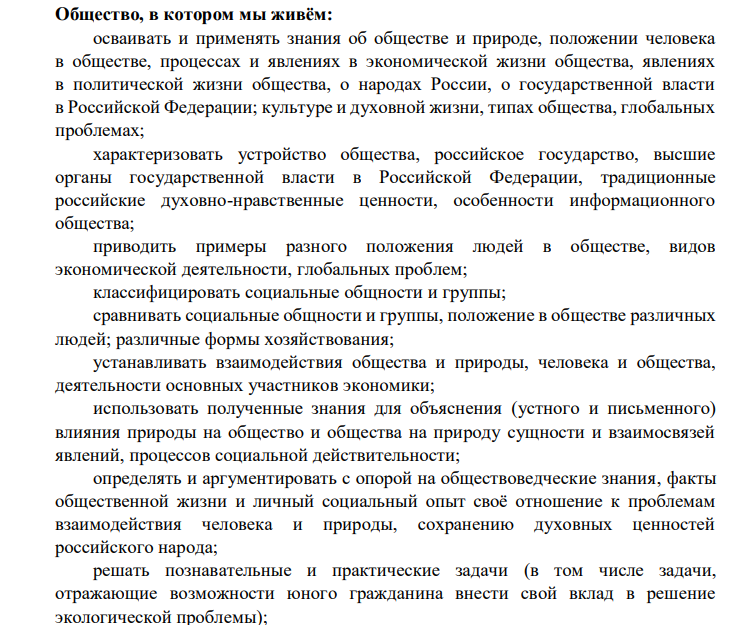 Общество, в котором мы живём:
осваивать и применять знания об обществе и природе, положении человека
в обществе, процессах и явлениях в экономической жизни общества, явлениях
в политической жизни общества, о народах России, о государственной власти
в Российской Федерации; культуре и духовной жизни, типах общества, глобальных
проблемах;
характеризовать устройство общества, российское государство, высшие
органы государственной власти в Российской Федерации, традиционные
российские духовно-нравственные ценности, особенности информационного
общества;
приводить примеры разного положения людей в обществе, видов
экономической деятельности, глобальных проблем;
классифицировать социальные общности и группы;
сравнивать социальные общности и группы, положение в обществе различных
людей; различные формы хозяйствования;
устанавливать взаимодействия общества и природы, человека и общества,
деятельности основных участников экономики;
использовать полученные знания для объяснения (устного и письменного)
влияния природы на общество и общества на природу сущности и взаимосвязей
явлений, процессов социальной действительности;
определять и аргументировать с опорой на обществоведческие знания, факты
общественной жизни и личный социальный опыт своё отношение к проблемам
взаимодействия человека и природы, сохранению духовных ценностей
российского народа;
решать познавательные и практические задачи (в том числе задачи,
отражающие возможности юного гражданина внести свой вклад в решение
экологической проблемы);